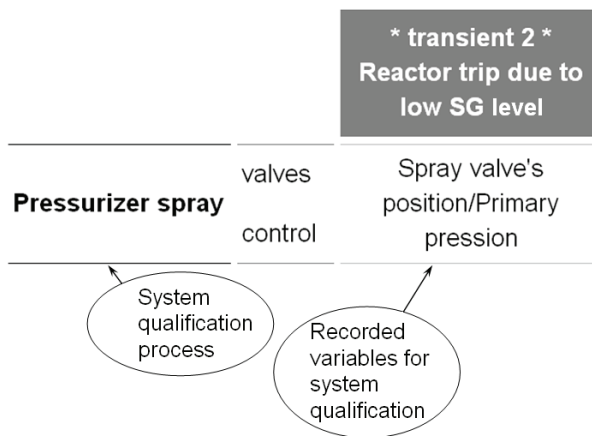 * transient 2 *
Reactor trip due to
low SG level
Pressurizer spray
valves
control
Spray valve's
position/Primary
pression
System
qualification
process
Recorded
variables for
system
qualification